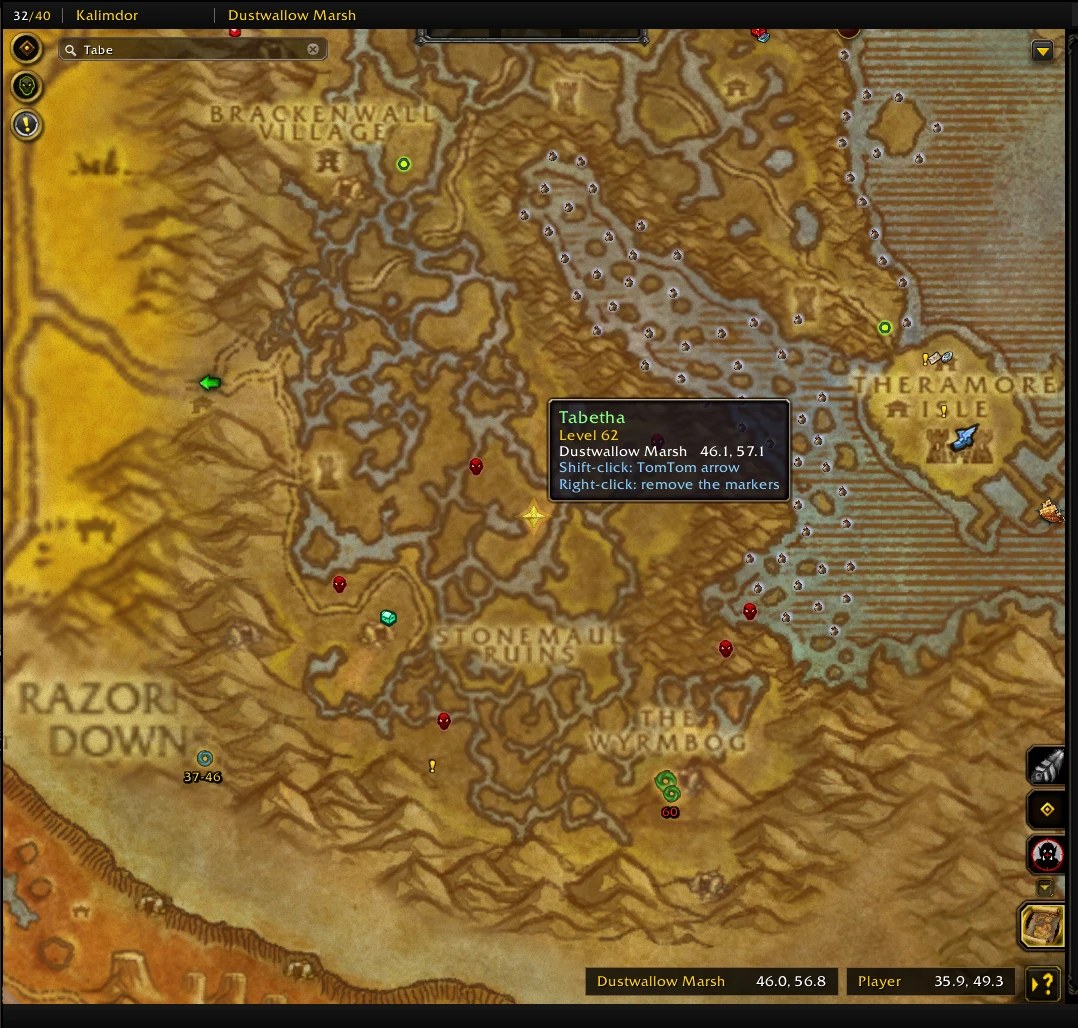 32/40 Kalimdor Dustwallow Marsh
Tabe
BRACKENWALL
VILLAGE
THERAMORE
ISLE
Tabetha
Level 62
Dustwallow Marsh 46.1, 57.1
Shift-click: TomTom arrow
Right-click: remove the markers
STONEMAUL
RUINS
RAZOR
DOWN
THE
WYRMBOG
37-46
60
Dustwallow Marsh 46.0, 56.8 Player 35.9, 49.3